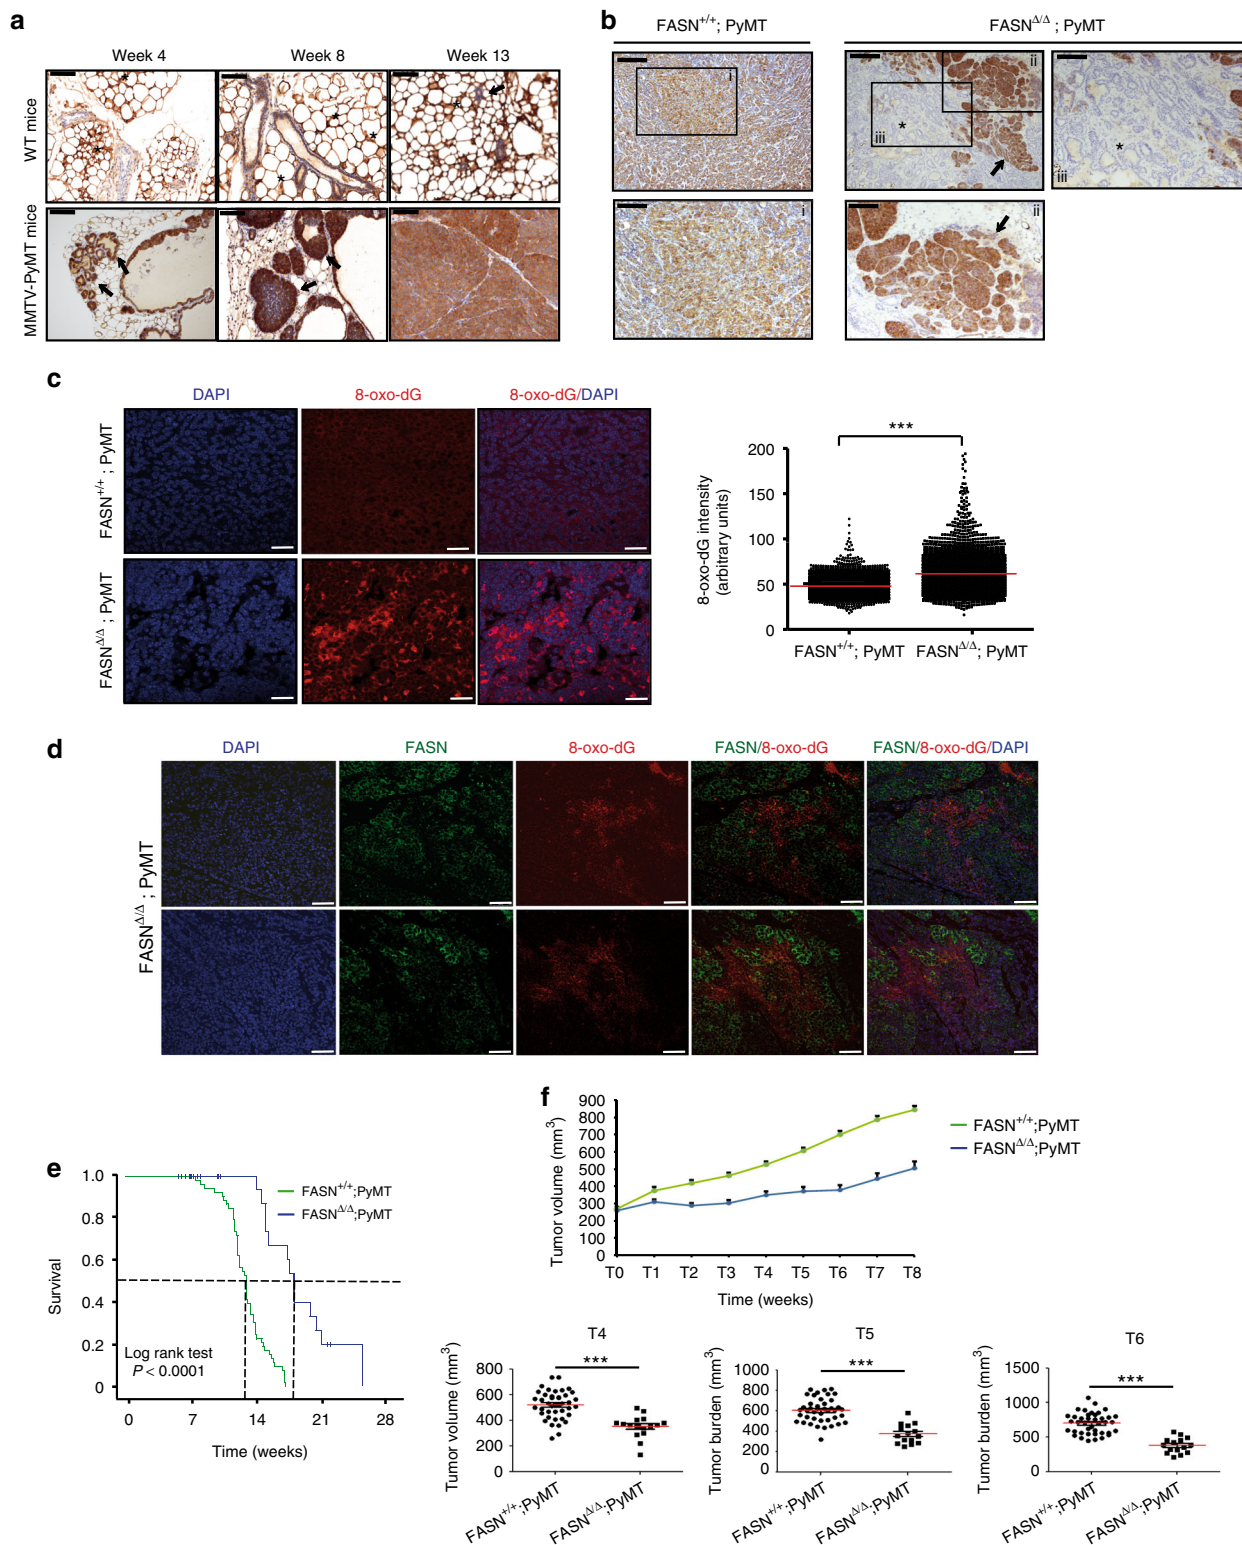 a
Week 4
Week 8
Week 13
WT mice
MMTV-PyMT mice
*
*
*
*
*
*
*
b
FASN+/+; PyMT
FASNΔ/Δ ; PyMT
i
ii
iii
*
iii
*
i
ii
c
DAPI
8-oxo-dG
8-oxo-dG/DAPI
FASN+/+ ; PyMT
FASNΔ/Δ ; PyMT
***
8-oxo-dG intensity
(arbitrary units)
200
150
100
50
0
FASN+/+; PyMT
FASNΔ/Δ; PyMT
d
DAPI
FASN
8-oxo-dG
FASN/8-oxo-dG
FASN/8-oxo-dG/DAPI
FASNΔ/Δ ; PyMT
e
Survival
1.0
0.8
0.6
0.4
0.2
0
FASN+/+;PyMT
FASNΔ/Δ;PyMT
Log rank test
P < 0.0001
0
7
14
21
28
Time (weeks)
f
Tumor volume (mm3)
900
800
700
600
500
400
300
200
100
0
T0
T1
T2
T3
T4
T5
T6
T7
T8
Time (weeks)
FASN+/+;PyMT
FASNΔ/Δ;PyMT
T4
***
Tumor volume (mm3)
800
600
400
200
0
FASN+/+;PyMT
FASNΔ/Δ;PyMT
T5
***
Tumor burden (mm3)
1000
800
600
400
200
0
FASN+/+;PyMT
FASNΔ/Δ;PyMT
T6
***
Tumor burden (mm3)
1500
1000
500
0
FASN+/+;PyMT
FASNΔ/Δ;PyMT